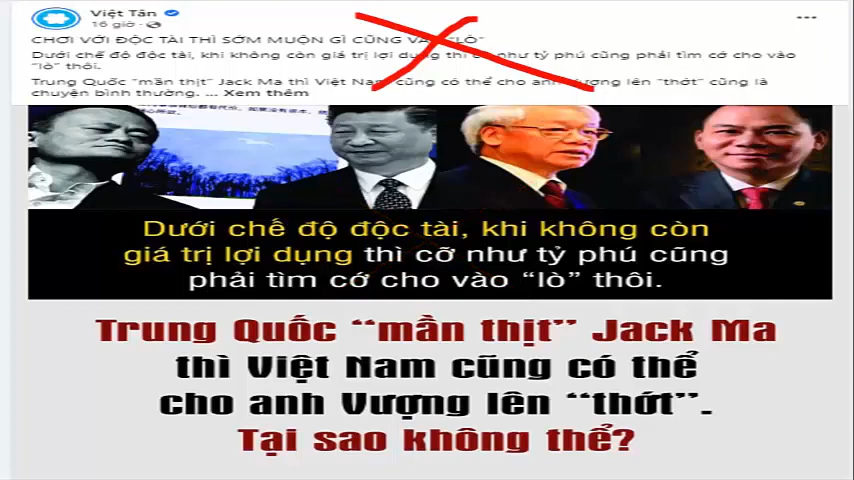 Việt Tân
16 giờ ·
CHƠI VỚI ĐỘC TÀI THÌ SỚM MUỘN GÌ CŨNG VÀO "LÒ"
Dưới chế độ độc tài, khi không còn giá trị lợi dụng thì cỡ như tỷ phú cũng phải tìm cớ cho vào
"lò" thôi.
Trung Quốc "mần thịt" Jack Ma thì Việt Nam cũng có thể cho anh Vượng lên "thớt" cũng là
chuyện bình thường. ... Xem thêm
Dưới chế độ độc tài, khi không còn
giá trị lợi dụng thì cỡ như tỷ phú cũng
phải tìm cớ cho vào "lò" thôi.
Trung Quốc "mần thịt" Jack Ma
thì Việt Nam cũng có thể
cho anh Vượng lên "thớt".
Tại sao không thể?